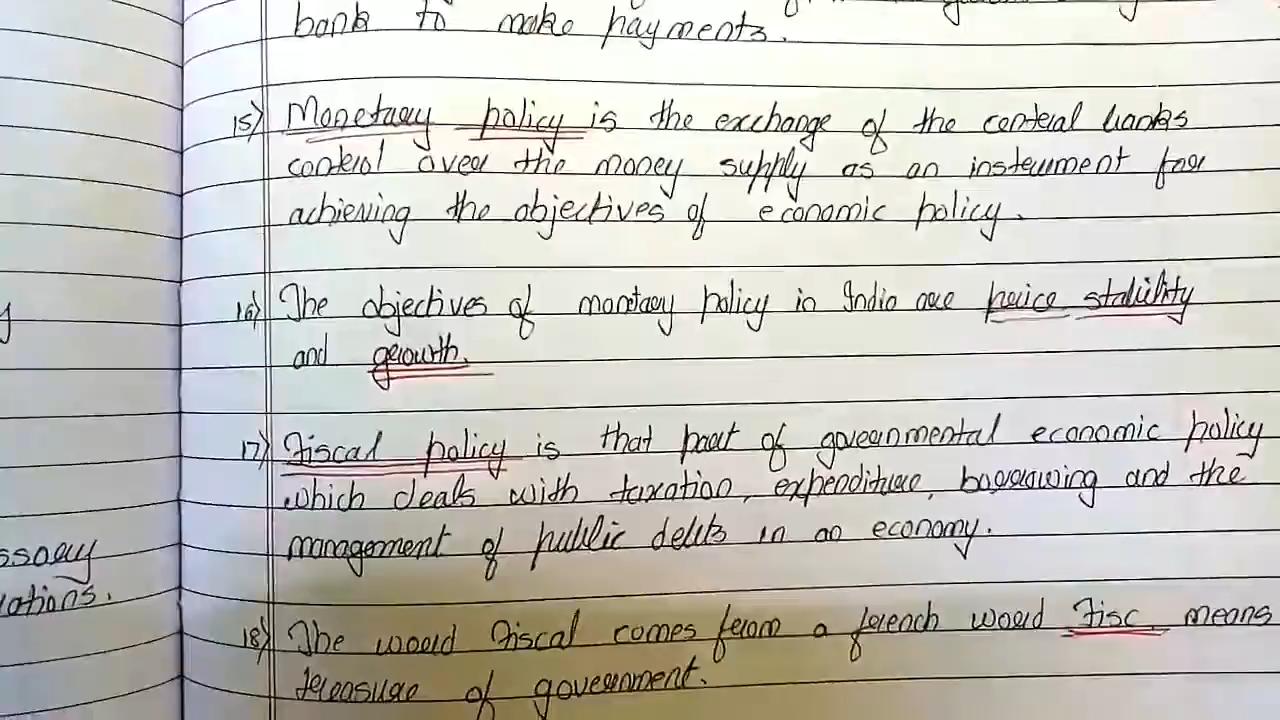 bank to make payments.
15) Monetary policy is the exchange of the central banks
control over the money supply as an instrument for
achieving the objectives of economic policy.
16) The objectives of monetary policy in India are price stability
and growth.
17) Fiscal policy is that part of governmental economic policy
which deals with taxation, expenditure, borrowing and the
management of public debts in an economy.
ssary
ations.
18) The word Fiscal comes from a french word Fisc means
treasure of government.